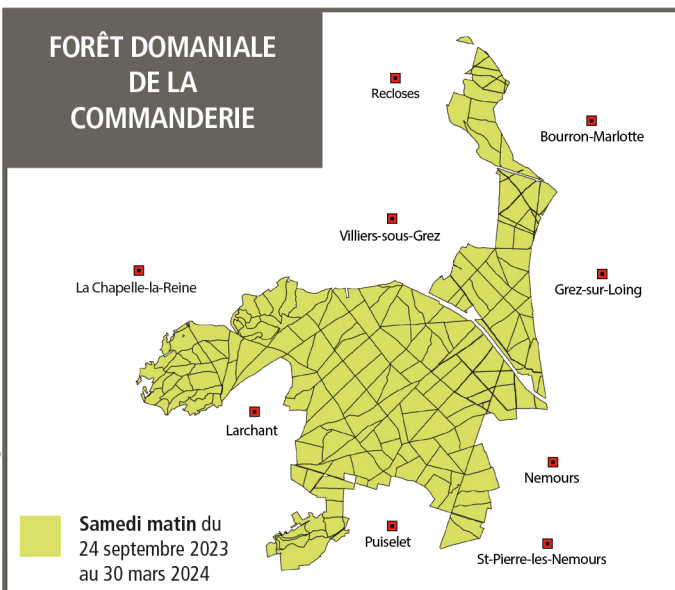 FORÊT DOMANIALE
DE LA
COMMANDERIE
Recloses
Bourron-Marlotte
Villiers-sous-Grez
La Chapelle-la-Reine
Grez-sur-Loing
Larchant
Nemours
Puiselet
St-Pierre-les-Nemours
Samedi matin du
24 septembre 2023
au 30 mars 2024